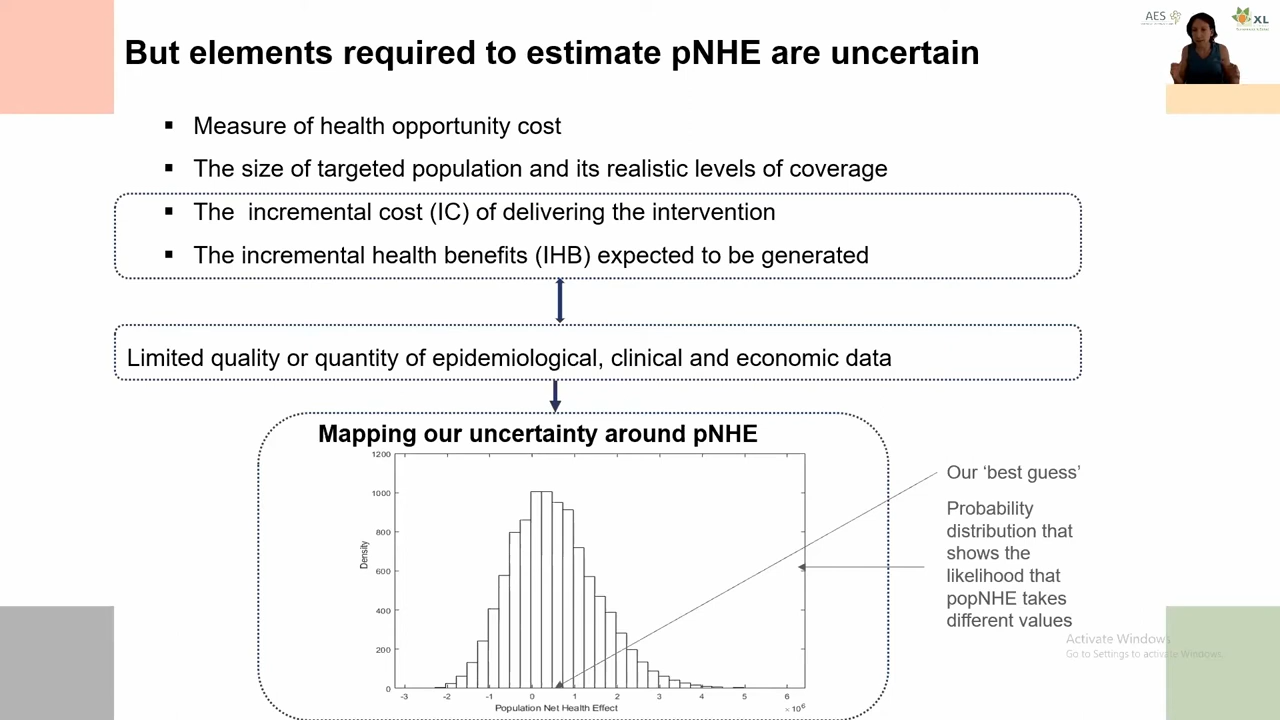 AES
XL
But elements required to estimate pNHE are uncertain
▪ Measure of health opportunity cost
▪ The size of targeted population and its realistic levels of coverage
▪ The incremental cost (IC) of delivering the intervention
▪ The incremental health benefits (IHB) expected to be generated
Limited quality or quantity of epidemiological, clinical and economic data
Mapping our uncertainty around pNHE
1200
1000
800
600
400
200
0
Density
-3 -2 -1 0 1 2 3 4 5 6
× 10⁶
Population Net Health Effect
Our ‘best guess’
Probability
distribution that
shows the
likelihood that
popNHE takes
different values
Activate Windows
Go to Settings to activate Windows.